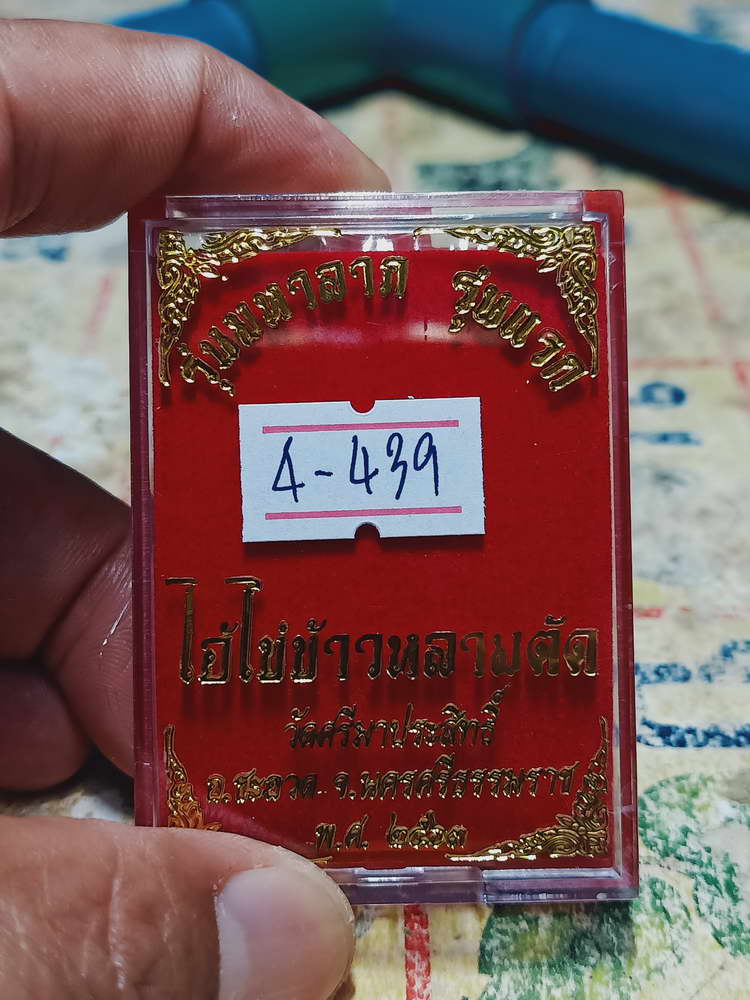 รุ่นมหาลาภ รุ่นแรก
4-439
ไอ้ไข่ข้าวหลามตัด
วัดศรีมาประสิทธิ์
อ.ชะอวด จ.นครศรีธรรมราช
พ.ศ. ๒๕๖๓